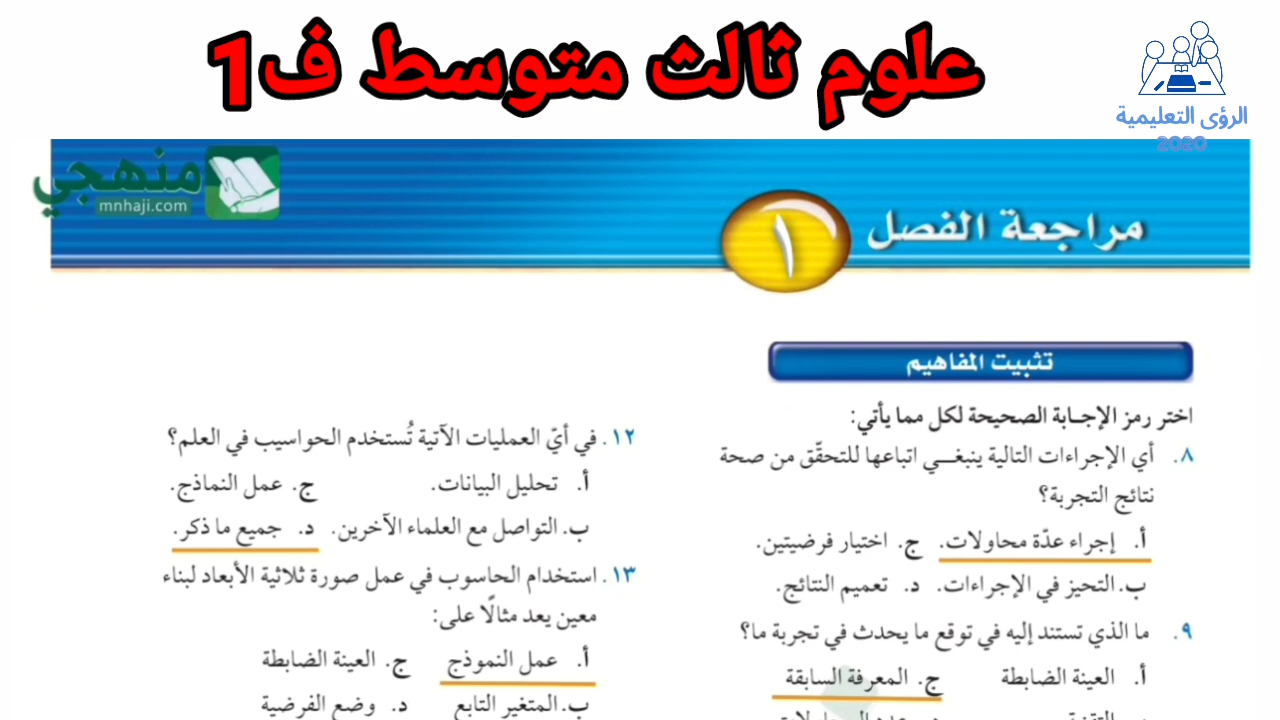 علوم ثالث متوسط ف1
الرؤى التعليمية
2020
منهجي
mnhaji.com
مراجعة الفصل ١
تثبيت المفاهيم
اختر رمز الإجـابة الصحيحة لكل مما يأتي:
٨. أي الإجراءات التالية ينبغـــي اتباعها للتحقّق من صحة
نتائج التجربة؟
أ. إجراء عدّة محاولات. ج. اختيار فرضيتين.
ب. التحيز في الإجراءات. د. تعميم النتائج.
٩. ما الذي تستند إليه في توقع ما يحدث في تجربة ما؟
أ. العينة الضابطة ج. المعرفة السابقة
١٢. في أيّ العمليات الآتية تُستخدم الحواسيب في العلم؟
أ. تحليل البيانات. ج. عمل النماذج.
ب. التواصل مع العلماء الآخرين. د. جميع ما ذكر.
١٣. استخدام الحاسوب في عمل صورة ثلاثية الأبعاد لبناء
معين يعد مثالًا على:
أ. عمل النموذج ج. العينة الضابطة
ب. المتغير التابع د. وضع الفرضية